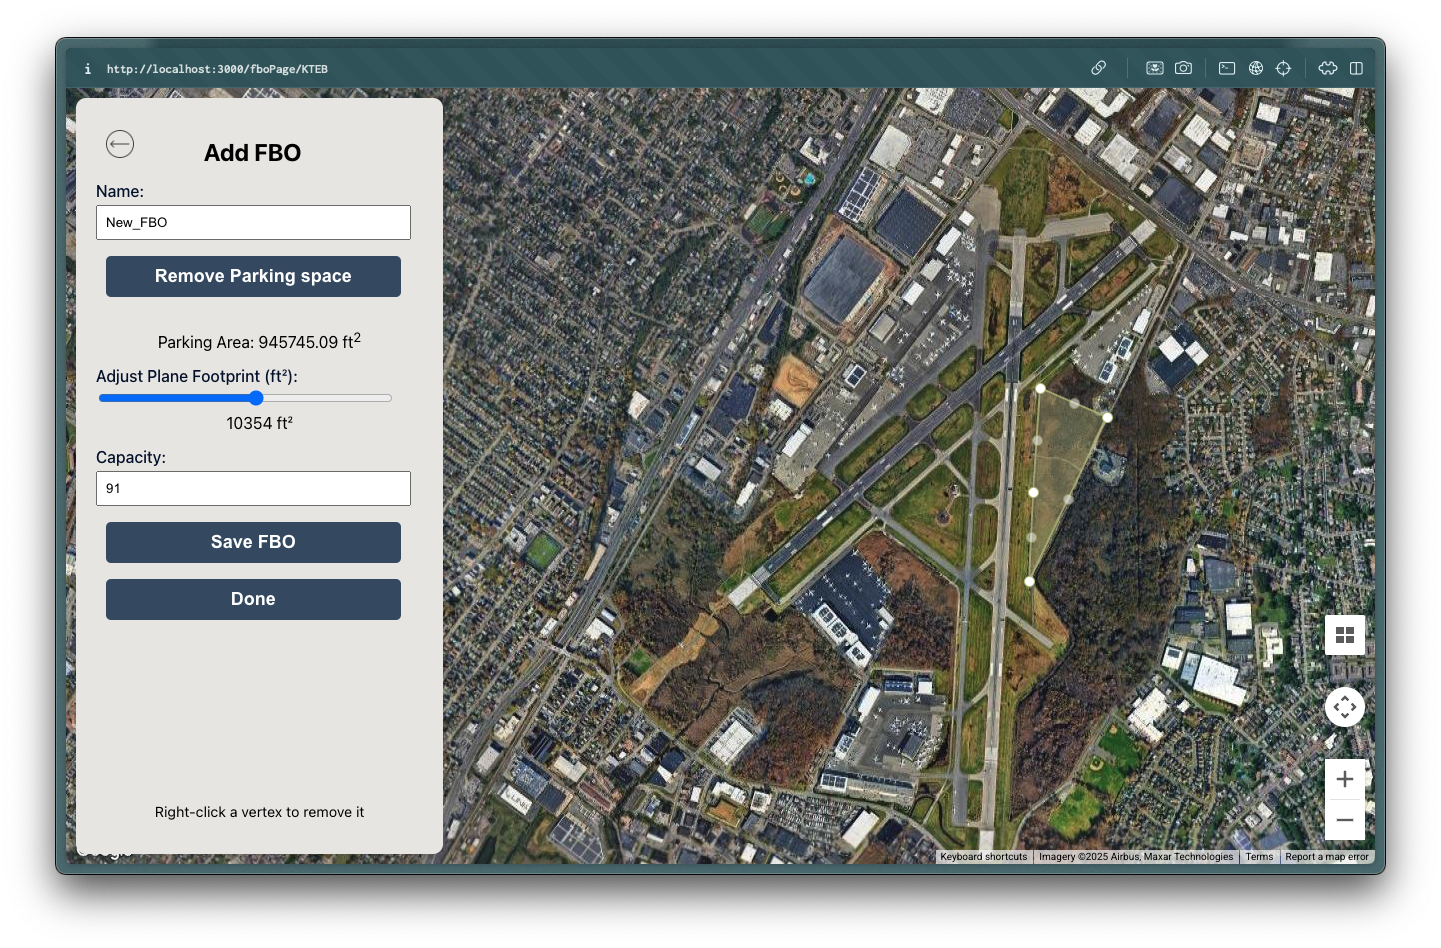 i http://localhost:3000/fboPage/KTEB
Add FBO
Name:
New_FBO
Remove Parking space
Parking Area: 945745.09 ft2
Adjust Plane Footprint (ft²):
10354 ft²
Capacity:
91
Save FBO
Done
Right-click a vertex to remove it
Google
Keyboard shortcuts
Imagery ©2025 Airbus, Maxar Technologies
Terms
Report a map error